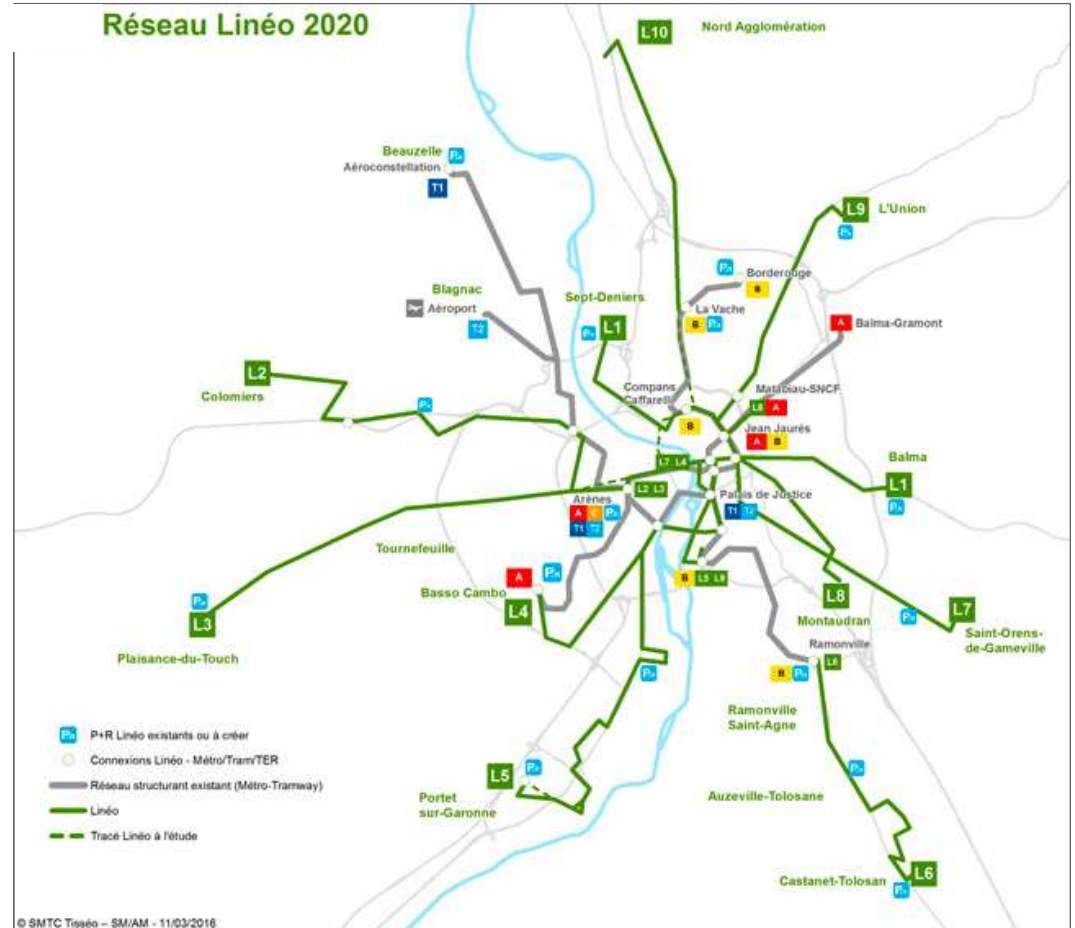 Réseau Linéo 2020
L10
Nord Agglomération
Beauzelle
Aéroconstellation
T1
L9
L'Union
Borderouge
B
Blagnac
Aéroport
T2
Sept-Deniers
L1
La Vache
B
A
Balma-Gramont
L2
Colomiers
Compans
Caffarelli
B
Matabiau-SNCF
A
Jean Jaurès
A B
L7 L4
Balma
L1
L2 L3
Arènes
A C
T1 T2
Palais de Justice
T1 T2
Tournefeuille
A
Basso Cambo
L4
B L5
L8
Montaudran
L7
Saint-Orens-
de-Gameville
L3
Plaisance-du-Touch
Ramonville
L6
B
Ramonville
Saint-Agne
L5
Portet
sur-Garonne
Auzeville-Tolosane
Castanet-Tolosan
L6
P+R Linéo existants ou à créer
Connexions Linéo - Métro/Tram/TER
Réseau structurant existant (Métro-Tramway)
Linéo
Tracé Linéo à l'étude
© SMTC Tisséo – SM/AM - 11/03/2016